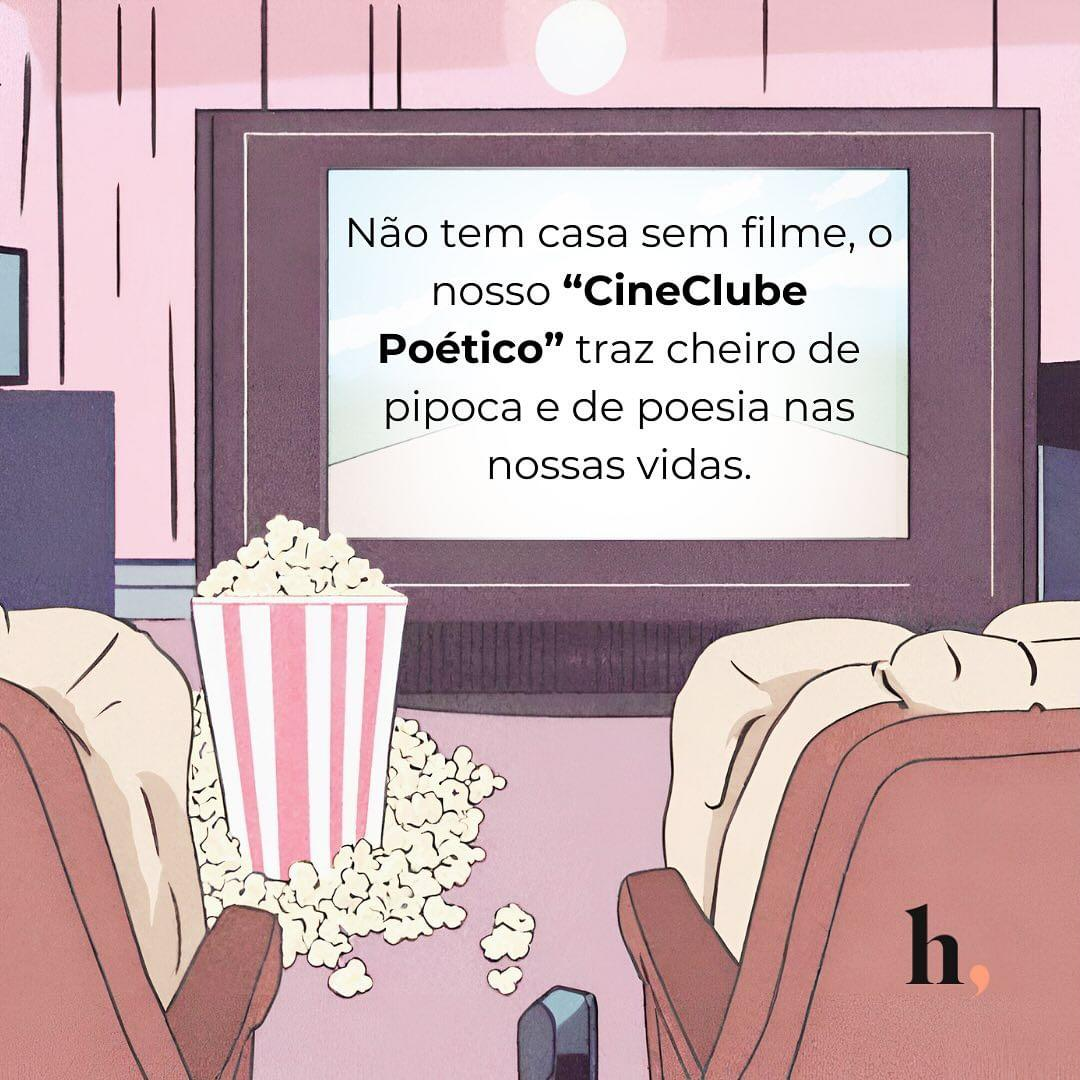 Não tem casa sem filme, o
nosso “CineClube
Poético” traz cheiro de
pipoca e de poesia nas
nossas vidas.
h,